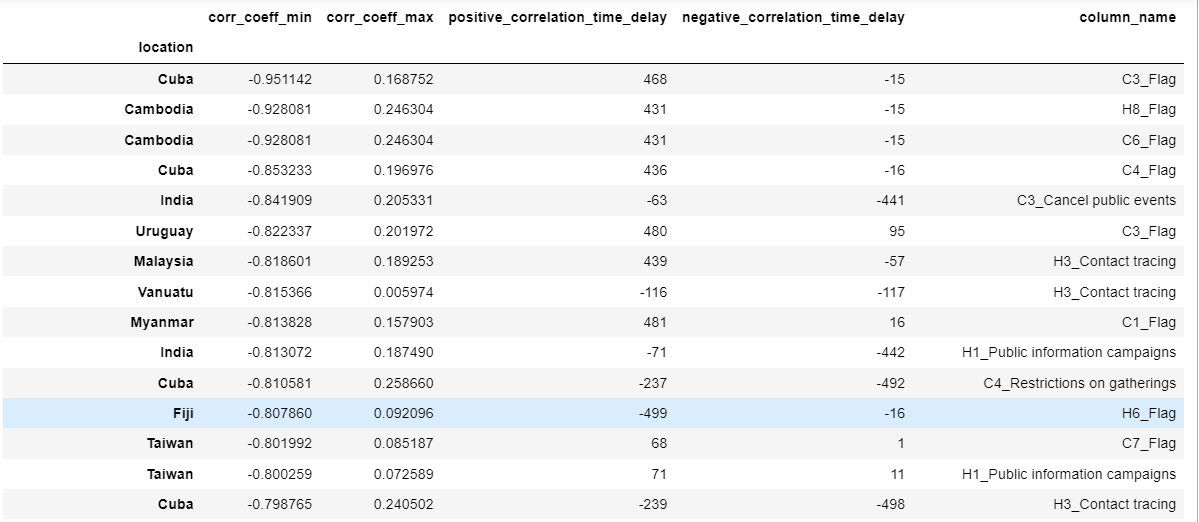 corr_coeff_min corr_coeff_max positive_correlation_time_delay negative_correlation_time_delay column_name
location
Cuba -0.951142 0.168752 468 -15 C3_Flag
Cambodia -0.928081 0.246304 431 -15 H8_Flag
Cambodia -0.928081 0.246304 431 -15 C6_Flag
Cuba -0.853233 0.196976 436 -16 C4_Flag
India -0.841909 0.205331 -63 -441 C3_Cancel public events
Uruguay -0.822337 0.201972 480 95 C3_Flag
Malaysia -0.818601 0.189253 439 -57 H3_Contact tracing
Vanuatu -0.815366 0.005974 -116 -117 H3_Contact tracing
Myanmar -0.813828 0.157903 481 16 C1_Flag
India -0.813072 0.187490 -71 -442 H1_Public information campaigns
Cuba -0.810581 0.258660 -237 -492 C4_Restrictions on gatherings
Fiji -0.807860 0.092096 -499 -16 H6_Flag
Taiwan -0.801992 0.085187 68 1 C7_Flag
Taiwan -0.800259 0.072589 71 11 H1_Public information campaigns
Cuba -0.798765 0.240502 -239 -498 H3_Contact tracing